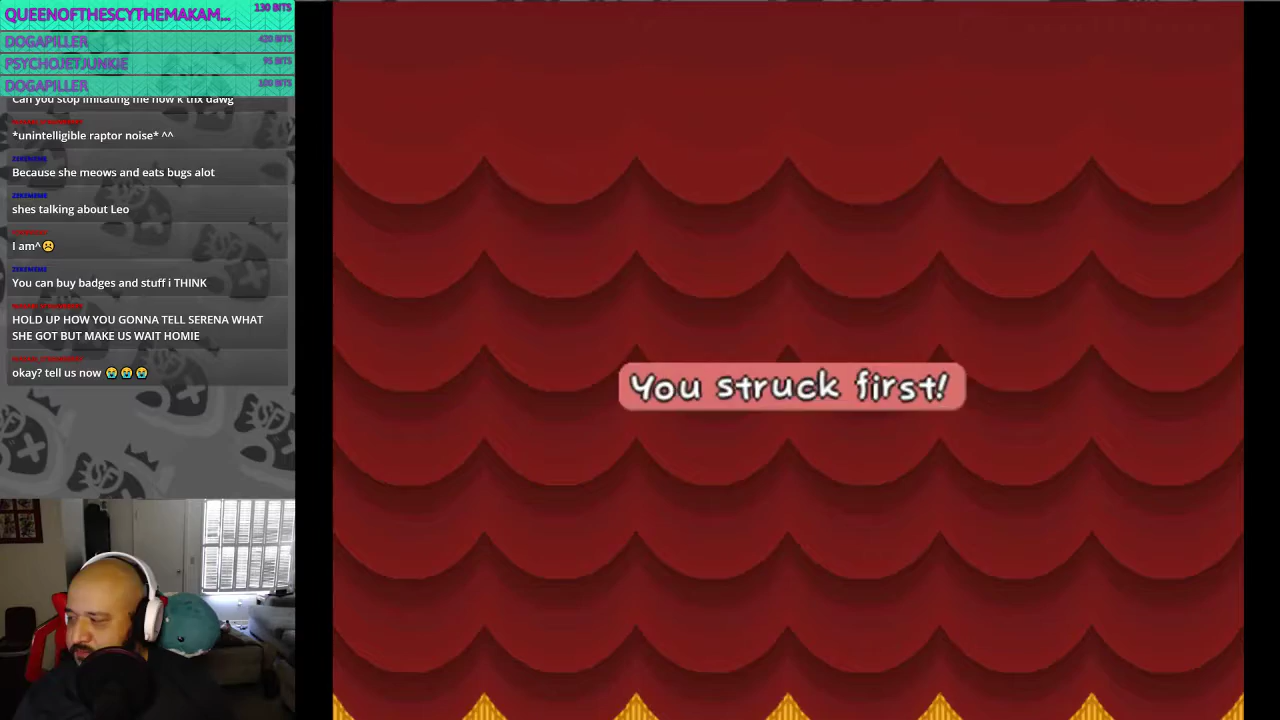 QUEENOFTHESCYTHEMAKAM...
130 BITS
DOGAPILLER
420 BITS
PSYCHOJETJUNKIE
95 BITS
DOGAPILLER
100 BITS
Can you stop imitating me now k thx dawg
*unintelligible raptor noise* ^^
ZEKEMEME
Because she meows and eats bugs alot
ZEKEMEME
shes talking about Leo
I am^☹️
ZEKEMEME
You can buy badges and stuff i THINK
HOLD UP HOW YOU GONNA TELL SERENA WHAT
SHE GOT BUT MAKE US WAIT HOMIE
okay? tell us now 😭😭😭
You struck first!